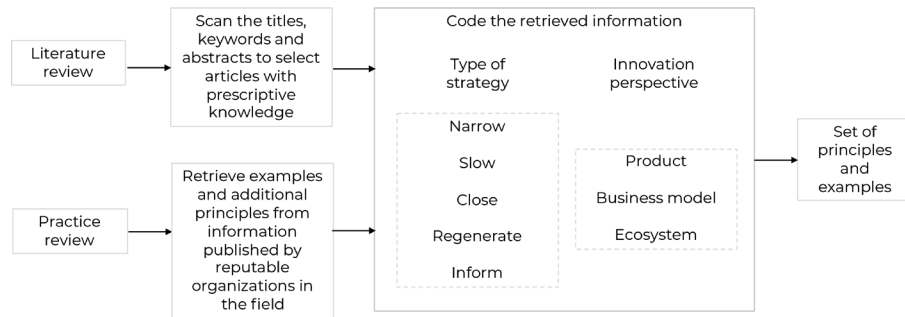 Literature
review
Scan the titles,
keywords and
abstracts to select
articles with
prescriptive
knowledge
Practice
review
Retrieve examples
and additional
principles from
information
published by
reputable
organizations in
the field
Code the retrieved information
Type of
strategy
Narrow
Slow
Close
Regenerate
Inform
Innovation
perspective
Product
Business model
Ecosystem
Set of
principles
and
examples